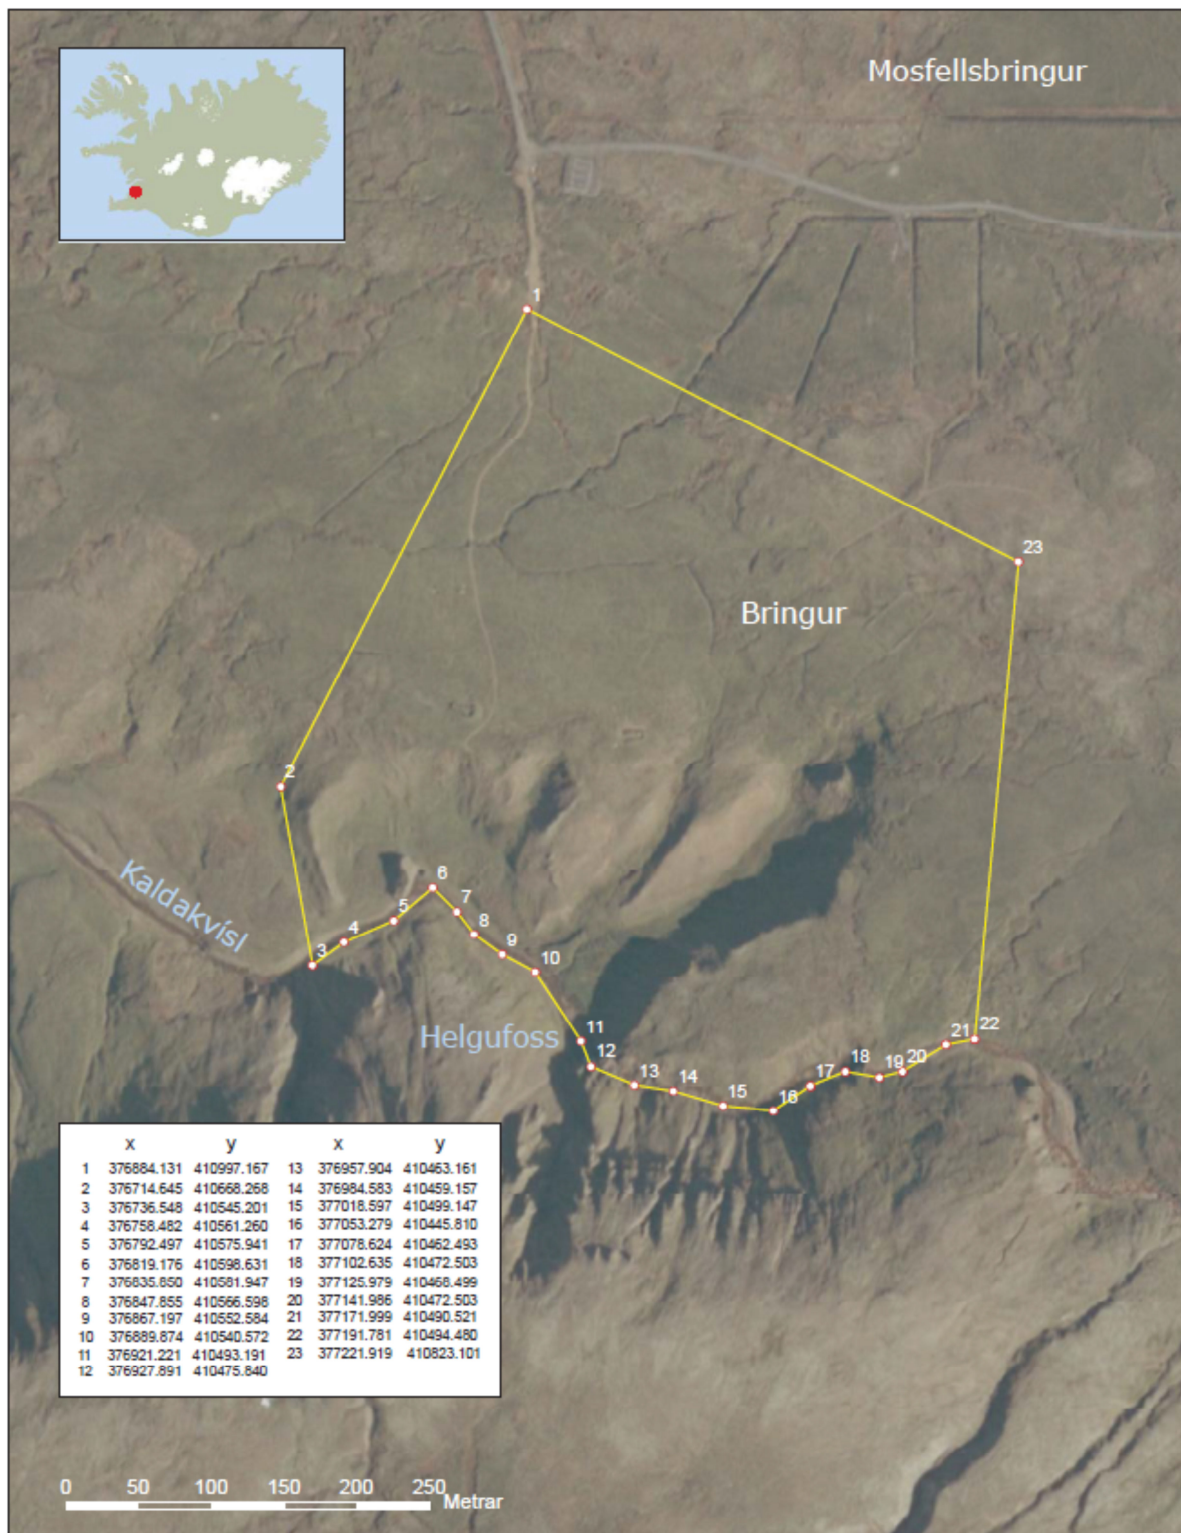 Mosfellsbringur
1
23
Bringur
2
Kaldakvísl
6
7
5
8
4
9
3
10
Helgufoss
11
12
13
14
15
16
17
18
19
20
21
22
x y x y
1 376884.131 410997.167 13 376957.904 410463.161
2 376714.645 410668.268 14 376984.583 410459.157
3 376736.548 410545.201 15 377018.597 410499.147
4 376758.482 410561.260 16 377053.279 410445.810
5 376792.497 410575.941 17 377078.624 410462.493
6 376819.176 410598.631 18 377102.635 410472.503
7 376835.850 410581.947 19 377125.979 410468.499
8 376847.855 410566.598 20 377141.986 410472.503
9 376867.197 410552.584 21 377171.999 410490.521
10 376889.874 410540.572 22 377191.781 410494.480
11 376921.221 410493.191 23 377221.919 410823.101
12 376927.891 410475.840
0 50 100 150 200 250
Metrar